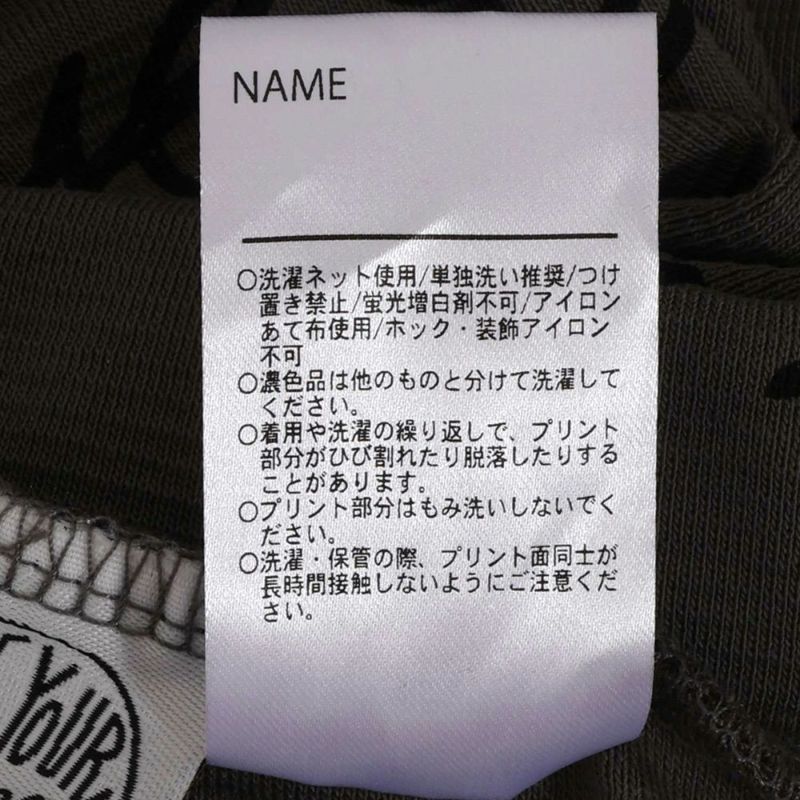 NAME
○洗濯ネット使用/単独洗い推奨/つけ
置き禁止/蛍光増白剤不可/アイロン
あて布使用/ホック・装飾アイロン
不可
○濃色品は他のものと分けて洗濯して
ください。
○着用や洗濯の繰り返しで、プリント
部分がひび割れたり脱落したりする
ことがあります。
○プリント部分はもみ洗いしないでく
ださい。
○洗濯・保管の際、プリント面同士が
長時間接触しないようにご注意くだ
さい。
YOUR